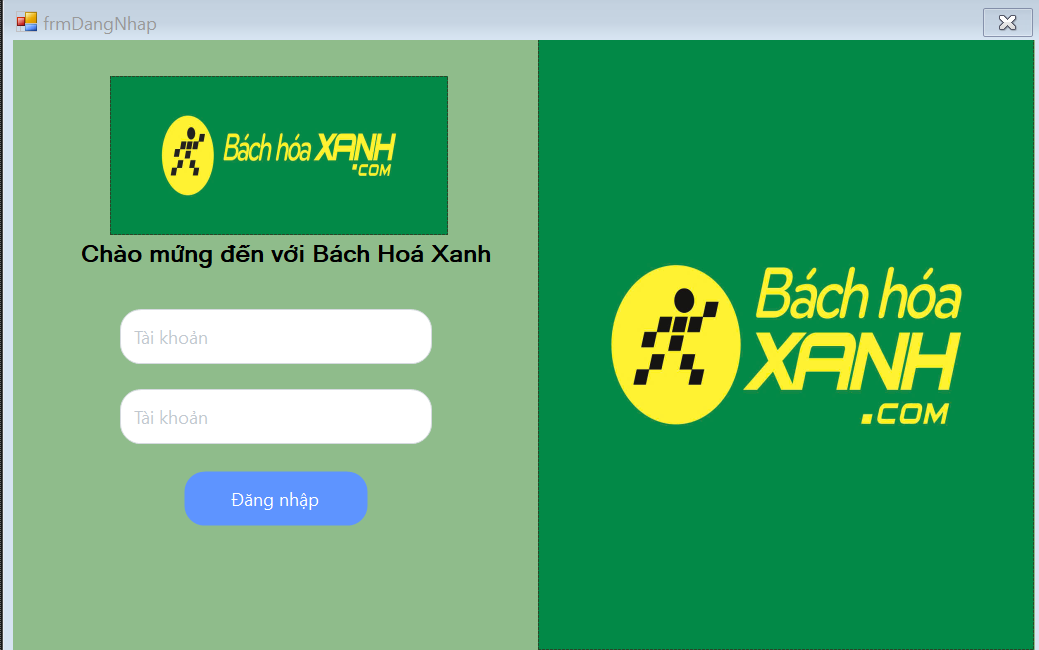 frmDangNhap
Bách hóa XANH
.COM
Chào mứng đến với Bách Hoá Xanh
Tài khoản
Tài khoản
Đăng nhập
Bách hóa
XANH
.COM